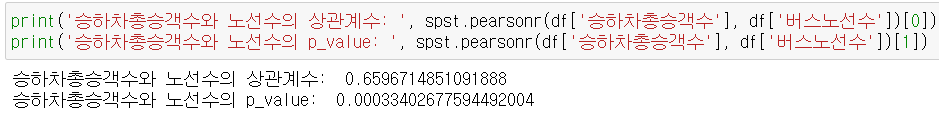 print('승하차총승객수와 노선수의 상관계수: ', spst.pearsonr(df['승하차총승객수'], df['버스노선수'])[0])
print('승하차총승객수와 노선수의 p_value: ', spst.pearsonr(df['승하차총승객수'], df['버스노선수'])[1])
승하차총승객수와 노선수의 상관계수:  0.6596714851091888
승하차총승객수와 노선수의 p_value:  0.00033402677594492004